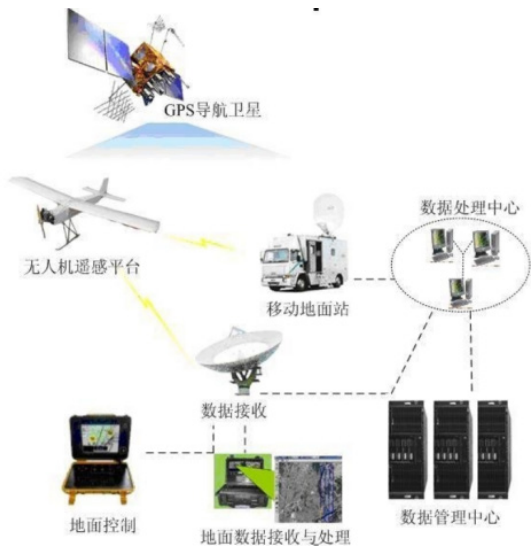 GPS导航卫星
数据处理中心
无人机遥感平台
移动地面站
数据接收
地面控制
地面数据接收与处理
数据管理中心